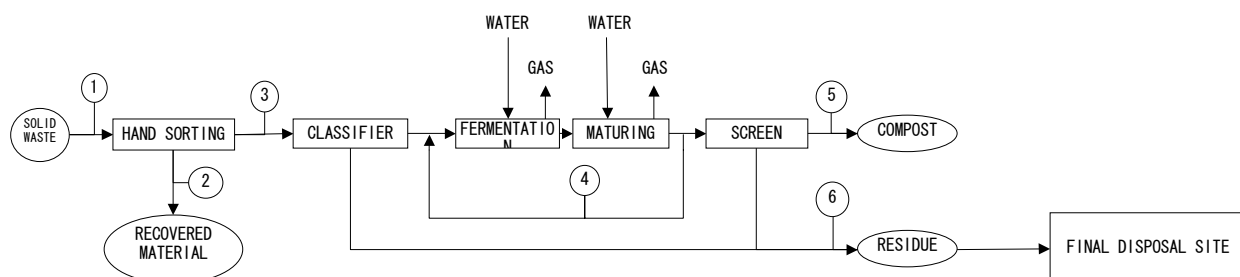 WATER
WATER
GAS
GAS
1
3
5
SOLID
WASTE
HAND SORTING
CLASSIFIER
FERMENTATIO
N
MATURING
SCREEN
COMPOST
2
4
6
RECOVERED
MATERIAL
RESIDUE
FINAL DISPOSAL SITE